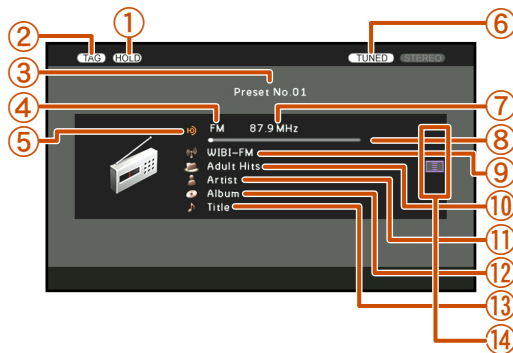 ① ⑥
② TAG HOLD TUNED STEREO
③
Preset No.01
④ ⑦
⑤ FM 87.9 MHz ⑧
WIBI-FM ⑨
Adult Hits ⑩
Artist ⑪
Album ⑫
Title ⑬
⑭